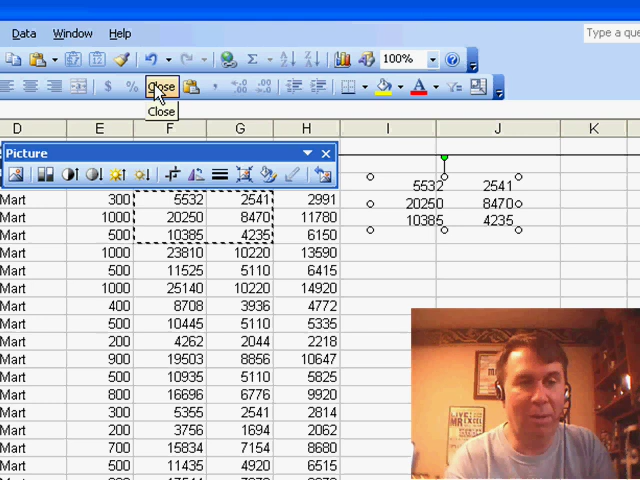 Data Window Help Type a que
100%
$ % Close ,
Close
D E F G H I J K
Picture
Mart 300 5532 2541 2991
Mart 1000 20250 8470 11780
Mart 500 10385 4235 6150
Mart 1000 23810 10220 13590
Mart 500 11525 5110 6415
Mart 1000 25140 10220 14920
Mart 400 8708 3936 4772
Mart 500 10445 5110 5335
Mart 200 4262 2044 2218
Mart 900 19503 8856 10647
Mart 500 10935 5110 5825
Mart 800 16696 6776 9920
Mart 300 5355 2541 2814
Mart 200 3756 1694 2062
Mart 700 15834 7154 8680
Mart 500 11435 4920 6515
5532 2541
20250 8470
10385 4235
LIVE
MR EXCEL